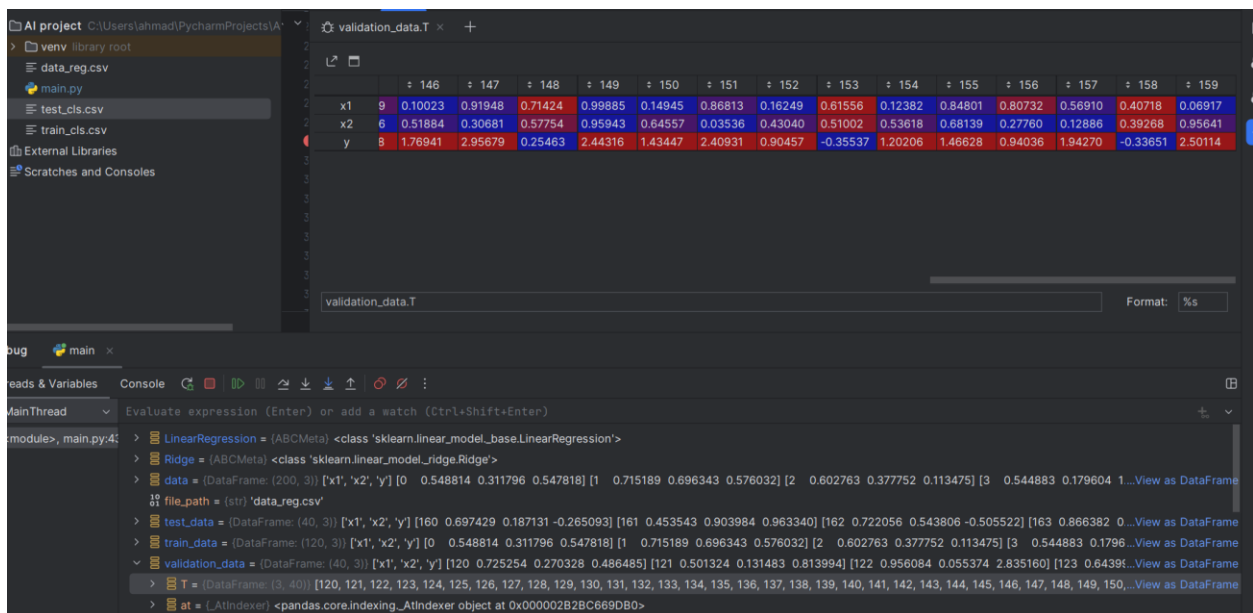 AI project C:\Users\ahmad\PycharmProjects\A
venv library root
data_reg.csv
main.py
test_cls.csv
train_cls.csv
External Libraries
Scratches and Consoles
validation_data.T
146 147 148 149 150 151 152 153 154 155 156 157 158 159
x1 9 0.10023 0.91948 0.71424 0.99885 0.14945 0.86813 0.16249 0.61556 0.12382 0.84801 0.80732 0.56910 0.40718 0.06917
x2 6 0.51884 0.30681 0.57754 0.95943 0.64557 0.03536 0.43040 0.51002 0.53618 0.68139 0.27760 0.12886 0.39268 0.95641
y 8 1.76941 2.95679 0.25463 2.44316 1.43447 2.40931 0.90457 -0.35537 1.20206 1.46628 0.94036 1.94270 -0.33651 2.50114
validation_data.T Format: %s
bug main
reads & Variables Console
MainThread Evaluate expression (Enter) or add a watch (Ctrl+Shift+Enter)
<module>, main.py:43 LinearRegression = {ABCMeta} <class 'sklearn.linear_model._base.LinearRegression'>
Ridge = {ABCMeta} <class 'sklearn.linear_model._ridge.Ridge'>
data = {DataFrame: (200, 3)} ['x1', 'x2', 'y'] [0 0.548814 0.311796 0.547818] [1 0.715189 0.696343 0.576032] [2 0.602763 0.377752 0.113475] [3 0.544883 0.179604 1...View as DataFrame
file_path = {str} 'data_reg.csv'
test_data = {DataFrame: (40, 3)} ['x1', 'x2', 'y'] [160 0.697429 0.187131 -0.265093] [161 0.453543 0.903984 0.963340] [162 0.722056 0.543806 -0.505522] [163 0.866382 0...View as DataFrame
train_data = {DataFrame: (120, 3)} ['x1', 'x2', 'y'] [0 0.548814 0.311796 0.547818] [1 0.715189 0.696343 0.576032] [2 0.602763 0.377752 0.113475] [3 0.544883 0.1796...View as DataFrame
validation_data = {DataFrame: (40, 3)} ['x1', 'x2', 'y'] [120 0.725254 0.270328 0.486485] [121 0.501324 0.131483 0.813994] [122 0.956084 0.055374 2.835160] [123 0.64399...View as DataFrame
T = {DataFrame: (3, 40)} [120, 121, 122, 123, 124, 125, 126, 127, 128, 129, 130, 131, 132, 133, 134, 135, 136, 137, 138, 139, 140, 141, 142, 143, 144, 145, 146, 147, 148, 149, 150,...View as DataFrame
at = {_AtIndexer} <pandas.core.indexing._AtIndexer object at 0x000002B2BC669DB0>